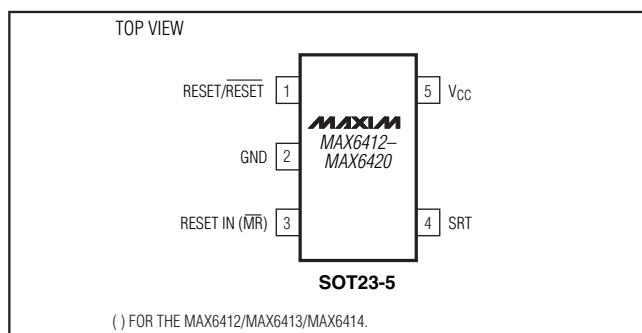 TOP VIEW
RESET/RESET 1
5 VCC
MAXIM
MAX6412–
MAX6420
GND 2
RESET IN (MR) 3
4 SRT
SOT23-5
( ) FOR THE MAX6412/MAX6413/MAX6414.